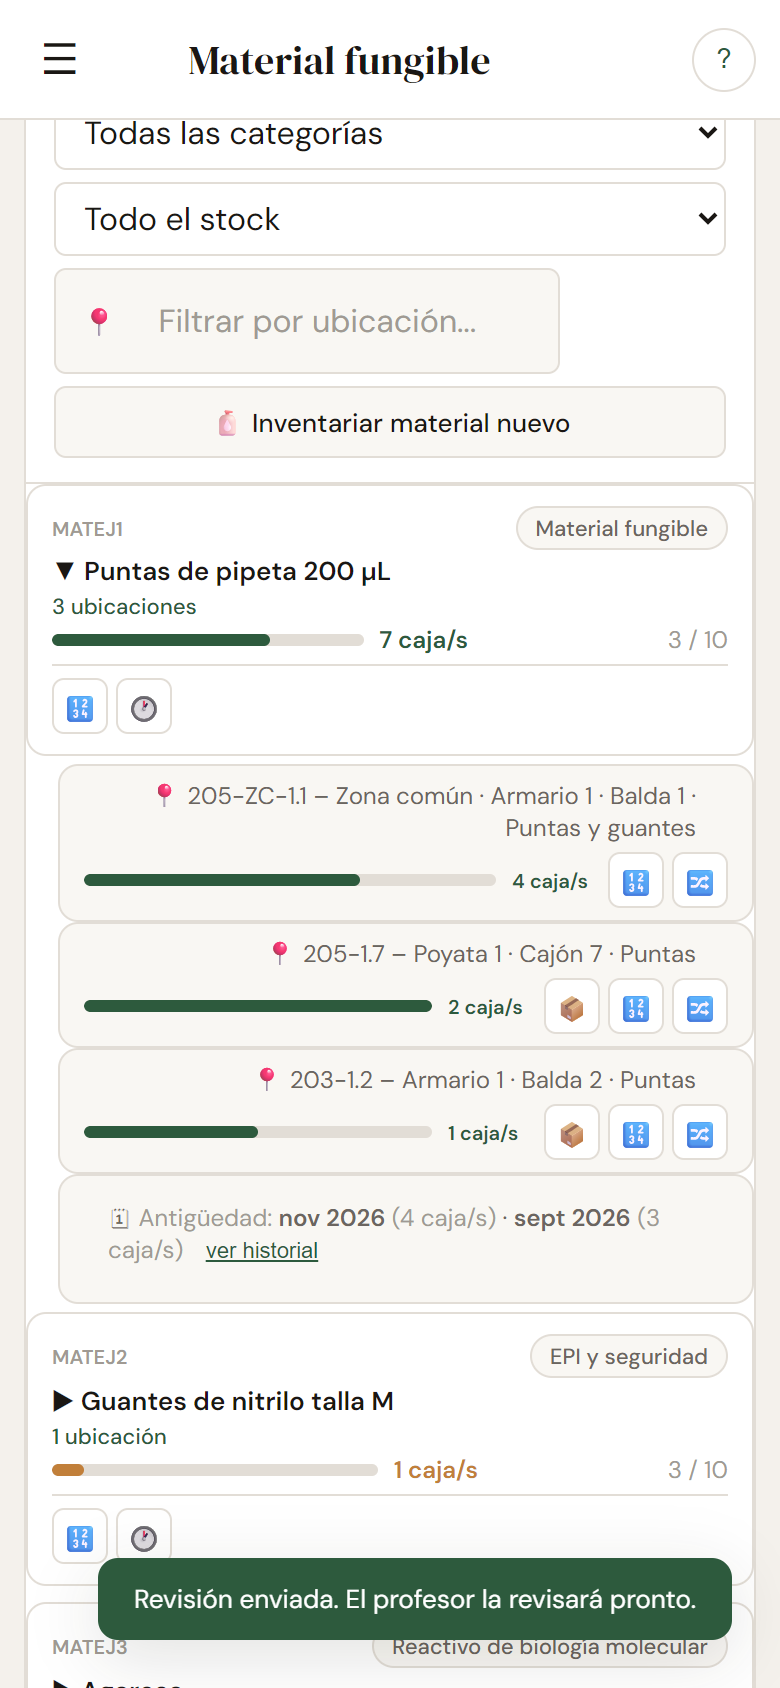 Material fungible
?
Todas las categorías
Todo el stock
Filtrar por ubicación...
Inventariar material nuevo
MATEJ1
Material fungible
▼ Puntas de pipeta 200 µL
3 ubicaciones
7 caja/s
3 / 10
205-ZC-1.1 – Zona común · Armario 1 · Balda 1 ·
Puntas y guantes
4 caja/s
205-1.7 – Poyata 1 · Cajón 7 · Puntas
2 caja/s
203-1.2 – Armario 1 · Balda 2 · Puntas
1 caja/s
Antigüedad: nov 2026 (4 caja/s) · sept 2026 (3
caja/s) ver historial
MATEJ2
EPI y seguridad
▶ Guantes de nitrilo talla M
1 ubicación
1 caja/s
3 / 10
Revisión enviada. El profesor la revisará pronto.
MATEJ3
Reactivo de biología molecular